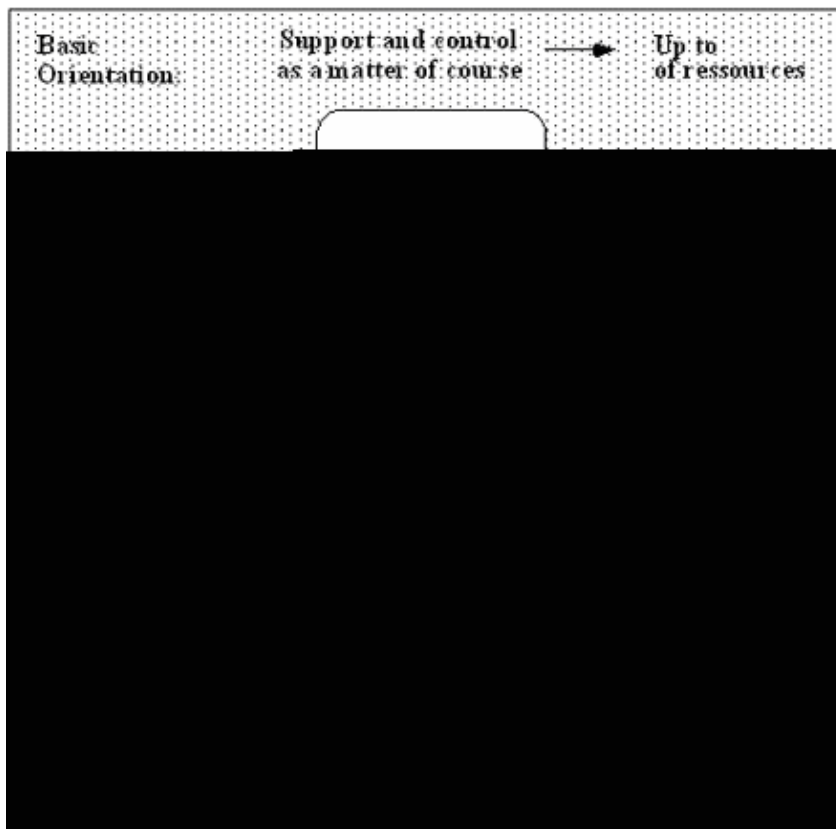 Basic
Orientation:
Support and control
as a matter of course
Up to
of ressources